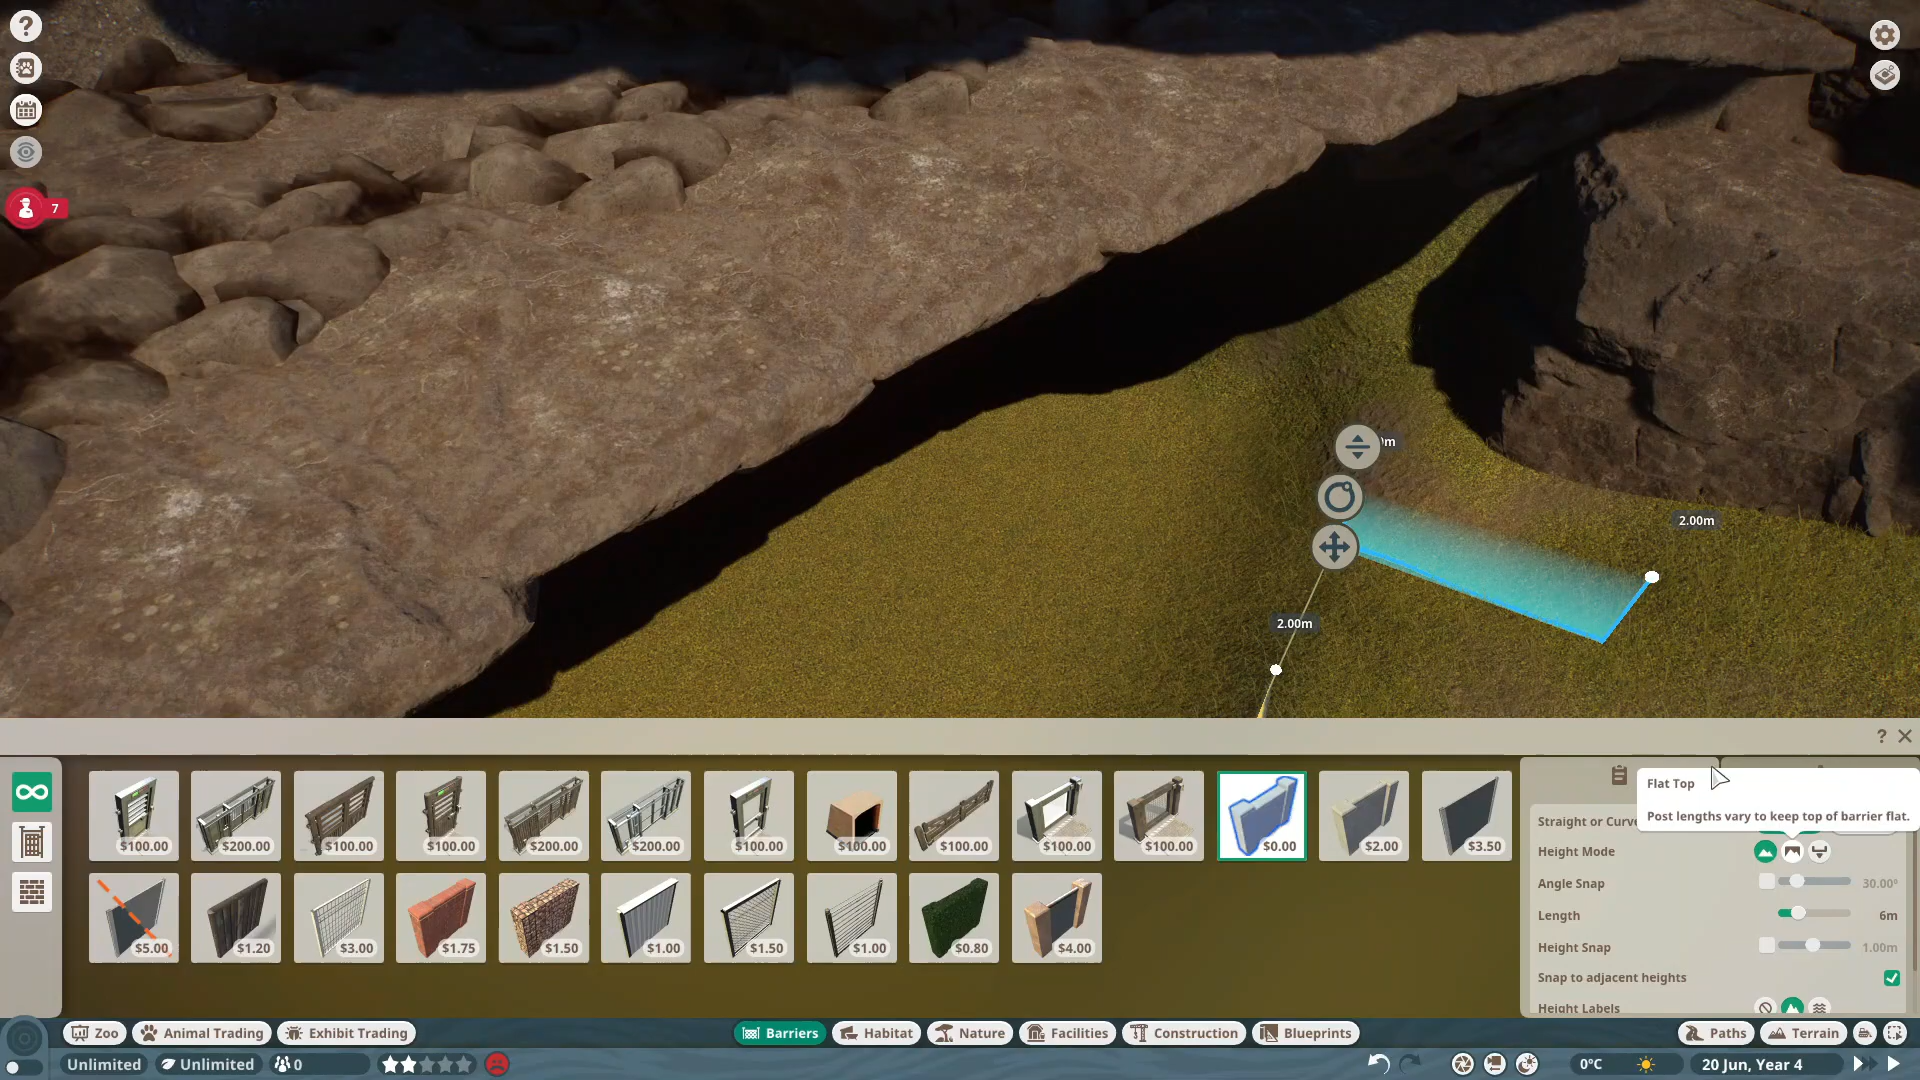 ?
7
0m
2.00m
2.00m
?
$100.00
$200.00
$100.00
$100.00
$200.00
$200.00
$100.00
$100.00
$100.00
$100.00
$100.00
$0.00
$2.00
$3.50
$5.00
$1.20
$3.00
$1.75
$1.50
$1.00
$1.50
$1.00
$0.80
$4.00
Flat Top
Post lengths vary to keep top of barrier flat.
Straight or Curve
Height Mode
Angle Snap 30.00°
Length 6m
Height Snap 1.00m
Snap to adjacent heights
Height Labels
Zoo Animal Trading Exhibit Trading Barriers Habitat Nature Facilities Construction Blueprints Paths Terrain
Unlimited Unlimited 0 0°C 20 Jun, Year 4